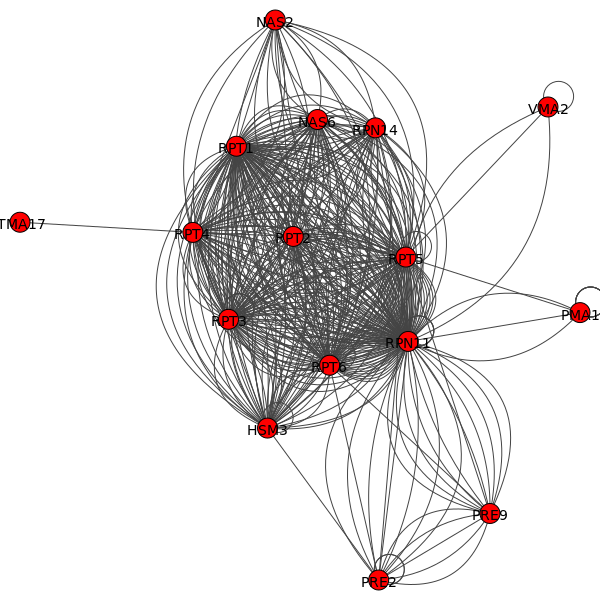 NAS2
VMA2
NAS6
RPN14
RPT1
TMA17
RPT4
RPT2
RPT5
PMA1
RPT3
RPN11
RPT6
HSM3
PRE9
PRE2